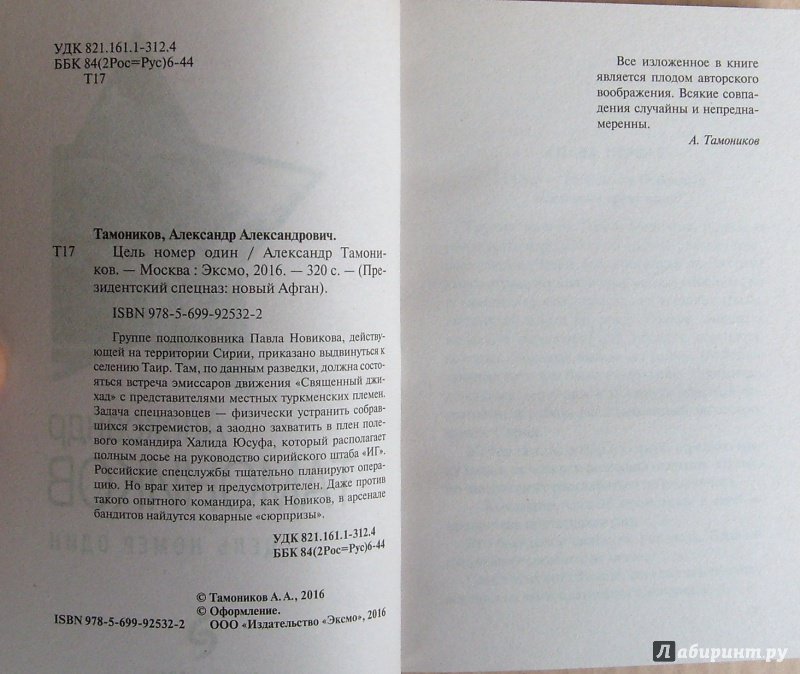 УДК 821.161.1-312.4
ББК 84(2Рос=Рус)6-44
Т17
Тамоников, Александр Александрович.
Т17 Цель номер один / Александр Тамони-
ков. — Москва : Эксмо, 2016. — 320 с. — (Пре-
зидентский спецназ: новый Афган).
ISBN 978-5-699-92532-2
Группе подполковника Павла Новикова, действу-
ющей на территории Сирии, приказано выдвинуться к
селению Таир. Там, по данным разведки, должна состо-
яться встреча эмиссаров движения «Священный джи-
хад» с представителями местных туркменских племен.
Задача спецназовцев — физически устранить собрав-
шихся экстремистов, а заодно захватить в плен поле-
вого командира Халида Юсуфа, который располагает
полным досье на руководство сирийского штаба «ИГ».
Российские спецслужбы тщательно планируют опера-
цию. Но враг хитер и предусмотрителен. Даже против
такого опытного командира, как Новиков, в арсенале
бандитов найдутся коварные «сюрпризы».
УДК 821.161.1-312.4
ББК 84(2Рос=Рус)6-44
© Тамоников А. А., 2016
© Оформление.
ISBN 978-5-699-92532-2 ООО «Издательство «Эксмо», 2016
Все изложенное в книге
является плодом авторского
воображения. Всякие совпа-
дения случайны и непредна-
меренны.
А. Тамоников
Лабиринт.ру